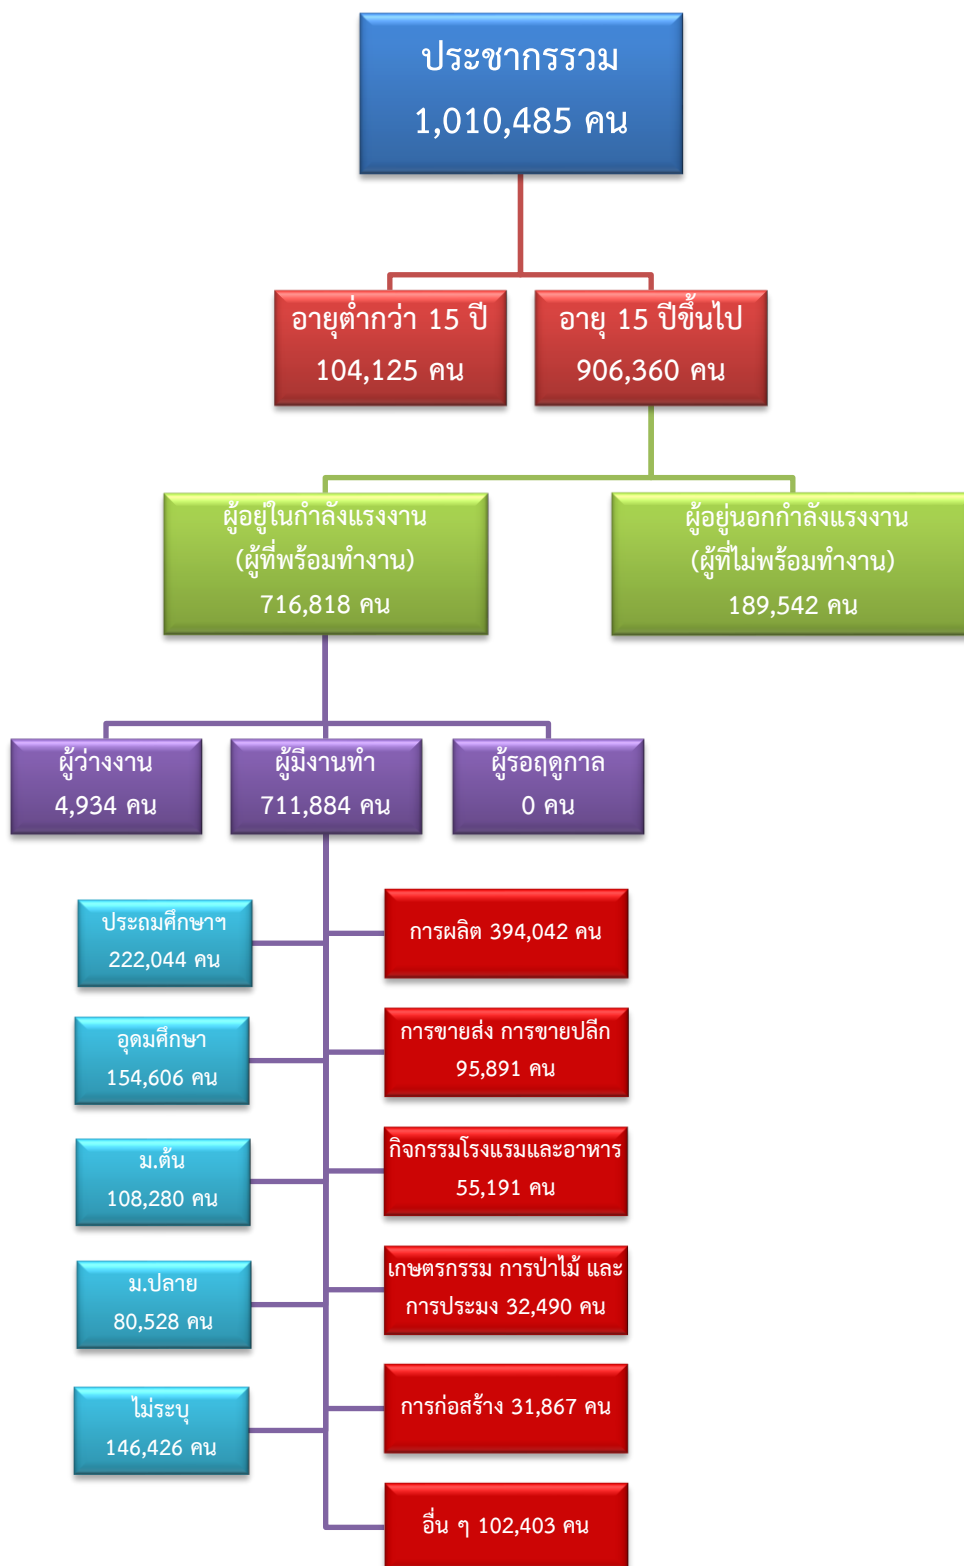 ประชากรรวม
1,010,485 คน
อายุต่ำกว่า 15 ปี
104,125 คน
อายุ 15 ปีขึ้นไป
906,360 คน
ผู้อยู่ในกำลังแรงงาน
(ผู้ที่พร้อมทำงาน)
716,818 คน
ผู้อยู่นอกกำลังแรงงาน
(ผู้ที่ไม่พร้อมทำงาน)
189,542 คน
ผู้ว่างงาน
4,934 คน
ผู้มีงานทำ
711,884 คน
ผู้รอฤดูกาล
0 คน
ประถมศึกษาฯ
222,044 คน
อุดมศึกษา
154,606 คน
ม.ต้น
108,280 คน
ม.ปลาย
80,528 คน
ไม่ระบุ
146,426 คน
การผลิต 394,042 คน
การขายส่ง การขายปลีก
95,891 คน
กิจกรรมโรงแรมและอาหาร
55,191 คน
เกษตรกรรม การป่าไม้ และ
การประมง 32,490 คน
การก่อสร้าง 31,867 คน
อื่น ๆ 102,403 คน